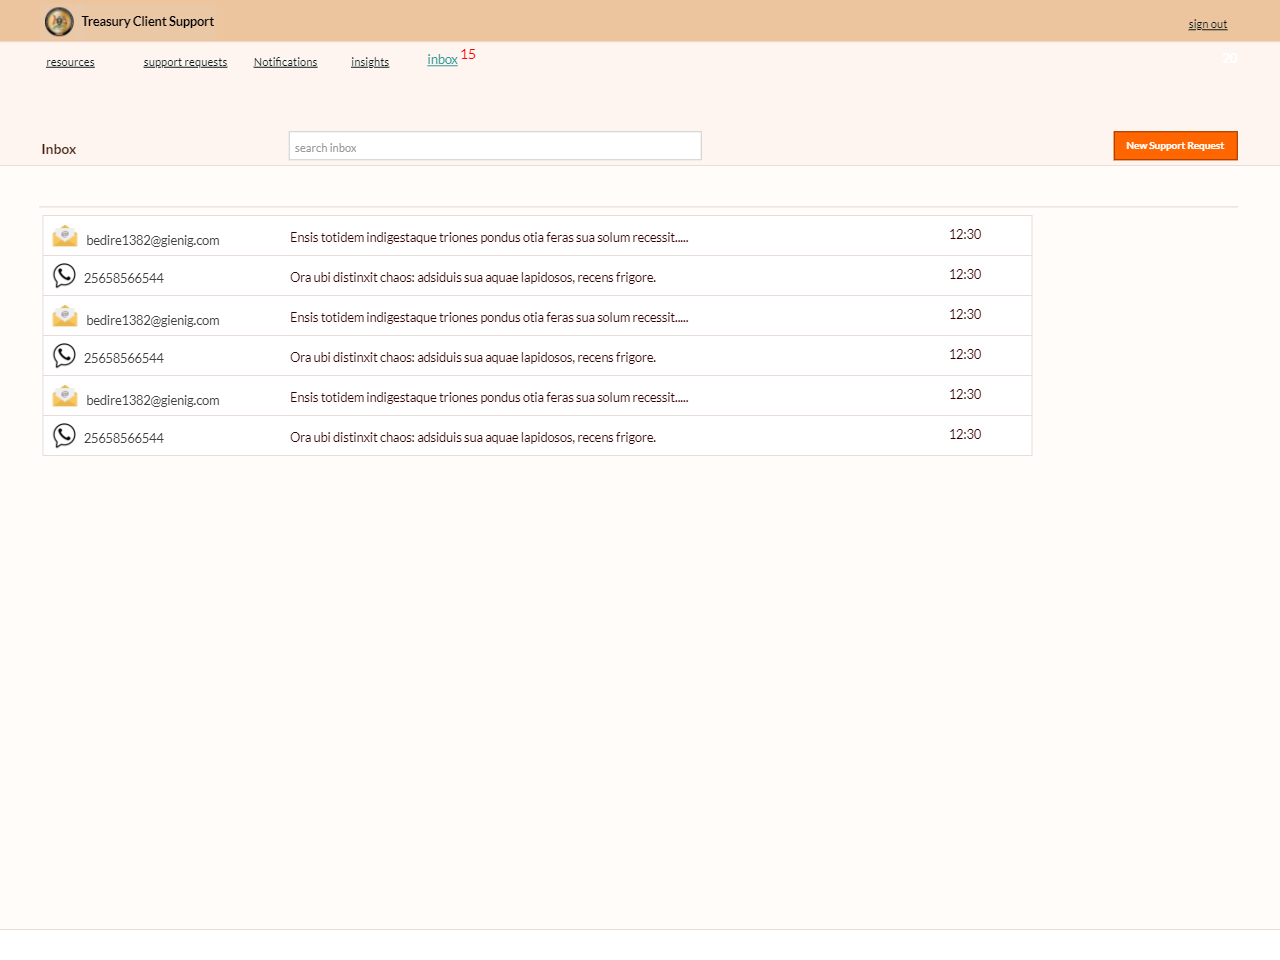 Treasury Client Support
sign out
resources support requests Notifications insights inbox 15 20
Inbox search inbox New Support Request
bedire1382@gienig.com Ensis totidem indigestaque triones pondus otia feras sua solum recessit..... 12:30
25658566544 Ora ubi distinxit chaos: adsiduis sua aquae lapidosos, recens frigore. 12:30
bedire1382@gienig.com Ensis totidem indigestaque triones pondus otia feras sua solum recessit..... 12:30
25658566544 Ora ubi distinxit chaos: adsiduis sua aquae lapidosos, recens frigore. 12:30
bedire1382@gienig.com Ensis totidem indigestaque triones pondus otia feras sua solum recessit..... 12:30
25658566544 Ora ubi distinxit chaos: adsiduis sua aquae lapidosos, recens frigore. 12:30